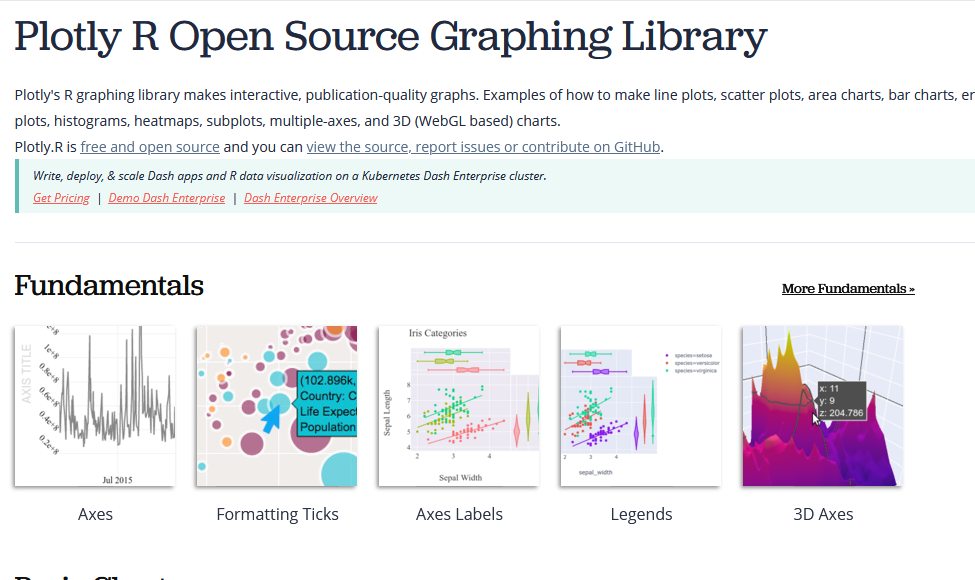 Plotly R Open Source Graphing Library
Plotly's R graphing library makes interactive, publication-quality graphs. Examples of how to make line plots, scatter plots, area charts, bar charts, er
plots, histograms, heatmaps, subplots, multiple-axes, and 3D (WebGL based) charts.
Plotly.R is free and open source and you can view the source, report issues or contribute on GitHub.
Write, deploy, & scale Dash apps and R data visualization on a Kubernetes Dash Enterprise cluster.
Get Pricing | Demo Dash Enterprise | Dash Enterprise Overview
Fundamentals
More Fundamentals »
AXIS TITLE
1e+8
0.8e+8
0.6e+8
0.4e+8
0.2e+8
Jul 2015
Axes
(102.896k,
Country: C
Life Expect
Population
Formatting Ticks
Iris Categories
Sepal Length
8
7
6
5
4
2 3 4
Sepal Width
Axes Labels
species=setosa
species=versicolor
species=virginica
2 3 4
sepal_width
Legends
x: 11
y: 9
z: 204.786
3D Axes